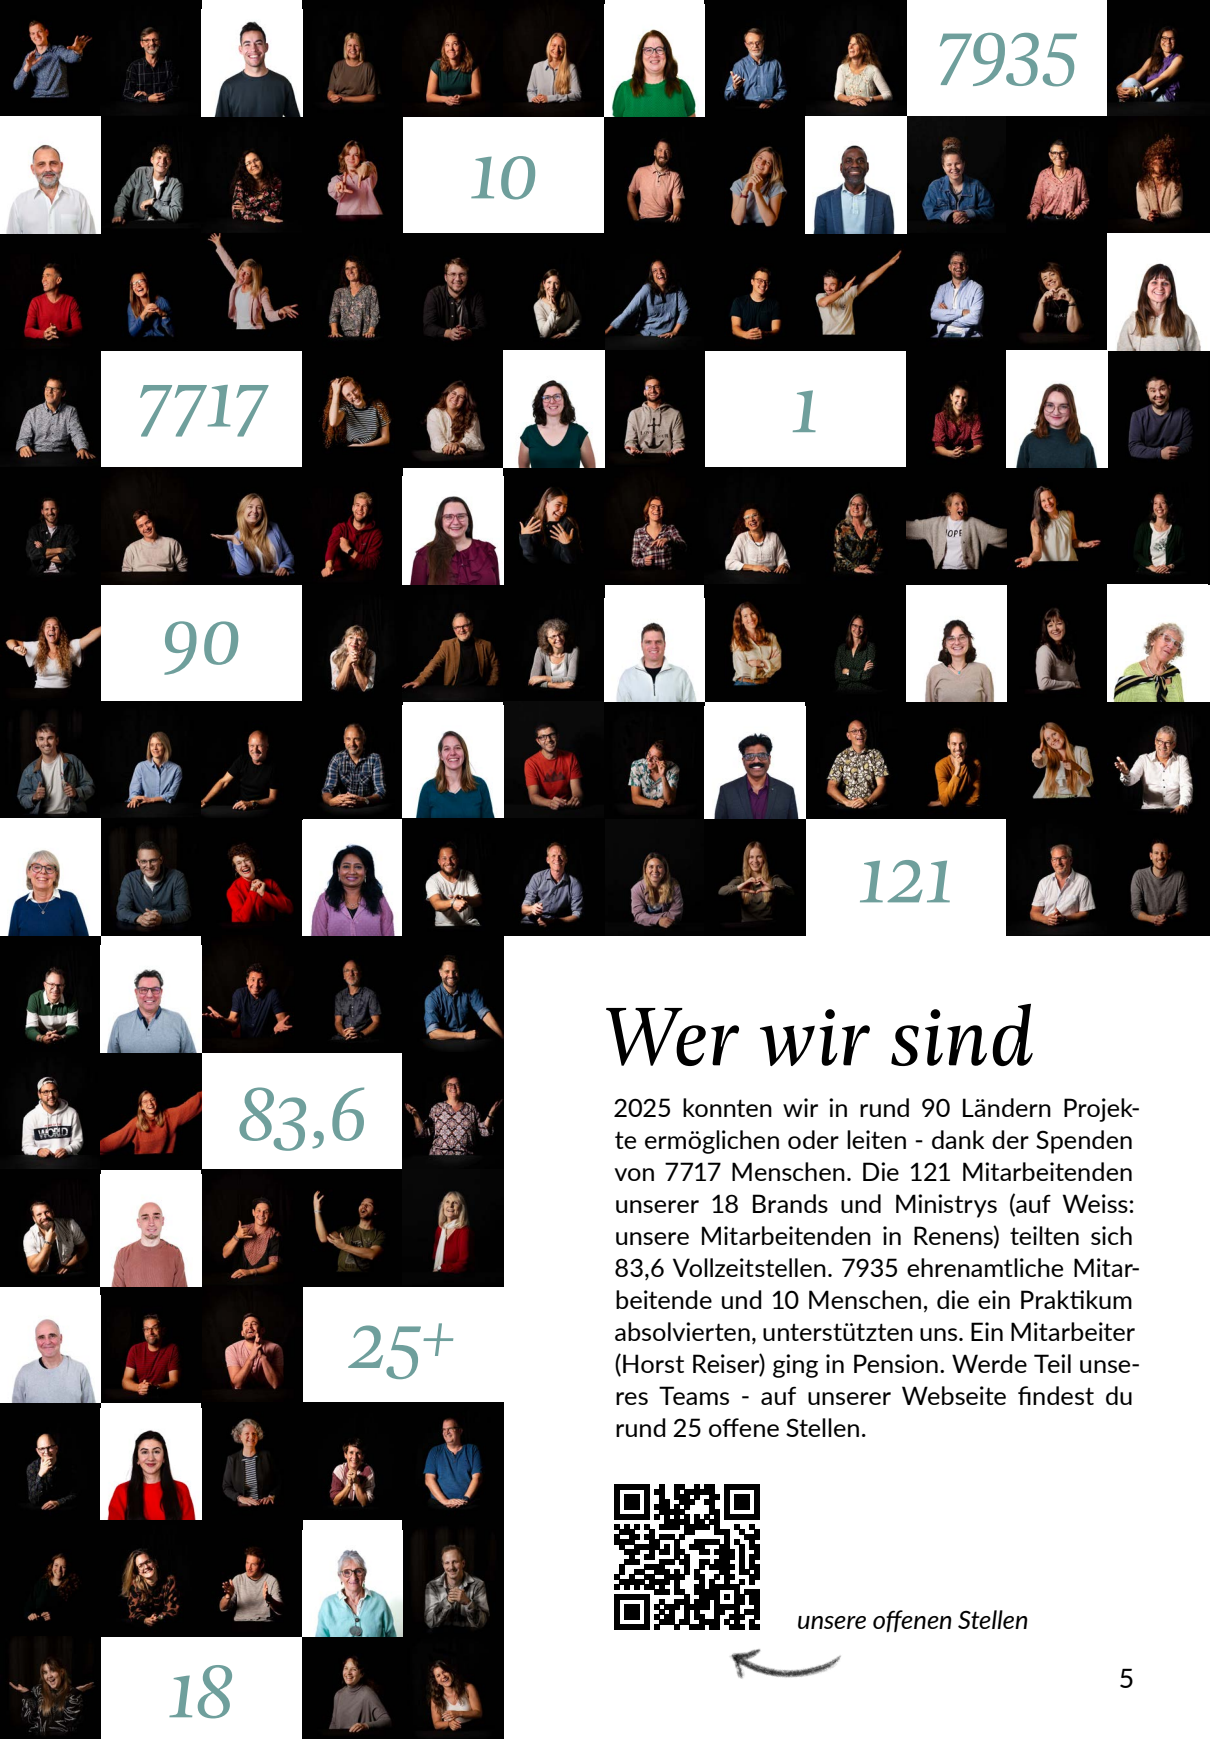 7935
10
7717
1
HOPE
90
121
83,6
WORLD
25+
18
Wer wir sind
2025 konnten wir in rund 90 Ländern Projek-
te ermöglichen oder leiten - dank der Spenden
von 7717 Menschen. Die 121 Mitarbeitenden
unserer 18 Brands und Ministrys (auf Weiss:
unsere Mitarbeitenden in Renens) teilten sich
83,6 Vollzeitstellen. 7935 ehrenamtliche Mitar-
beitende und 10 Menschen, die ein Praktikum
absolvierten, unterstützten uns. Ein Mitarbeiter
(Horst Reiser) ging in Pension. Werde Teil unse-
res Teams - auf unserer Webseite findest du
rund 25 offene Stellen.
unsere offenen Stellen
5